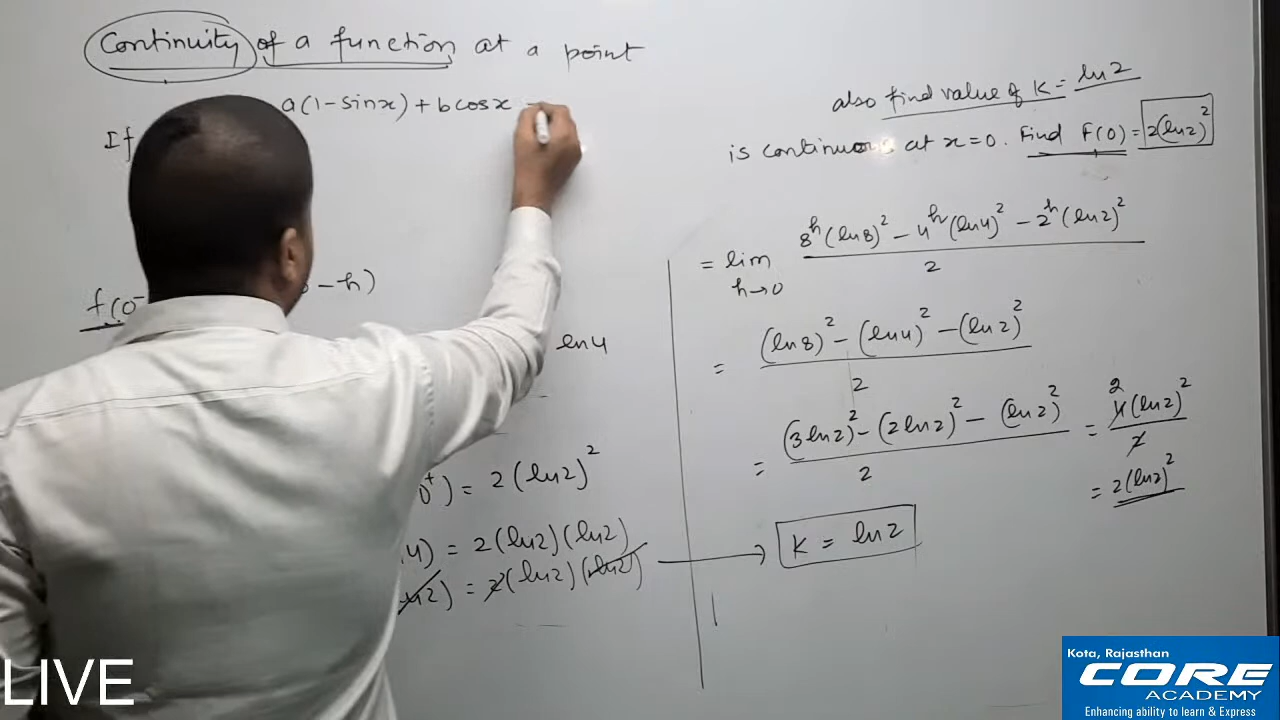 Continuity of a function at a point
a(1-sinx) + bcosx
If
f(0⁻
- h)
ln4
0⁺) = 2(ln2)²
4) = 2(ln2)(ln2)
2) = 2(ln2)(ln2)
also find value of K = ln2
is continuous at x=0. Find F(0) = 2(ln2)²
= lim h→0 8^h(ln8)² - 4^h(ln4)² - 2^h(ln2)² / 2
= (ln8)² - (ln4)² - (ln2)² / 2
= (3ln2)² - (2ln2)² - (ln2)² / 2 = 2 4(ln2)² / 2
= 2(ln2)²
K = ln2
LIVE
Kota, Rajasthan
CORE
ACADEMY
Enhancing ability to learn & Express